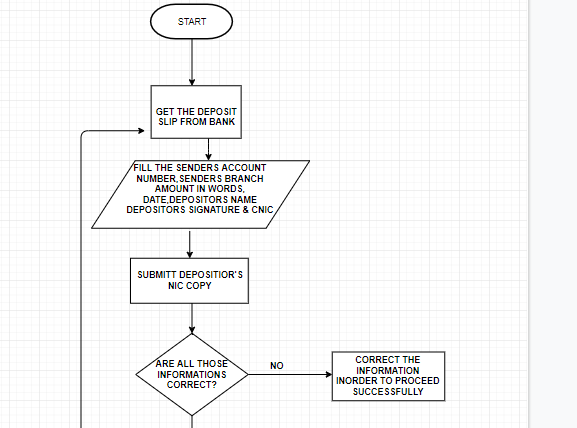 START
GET THE DEPOSIT
SLIP FROM BANK
FILL THE SENDERS ACCOUNT
NUMBER,SENDERS BRANCH
AMOUNT IN WORDS,
DATE,DEPOSITORS NAME
DEPOSITORS SIGNATURE & CNIC
SUBMITT DEPOSITIOR'S
NIC COPY
ARE ALL THOSE
INFORMATIONS
CORRECT?
NO
CORRECT THE
INFORMATION
INORDER TO PROCEED
SUCCESSFULLY